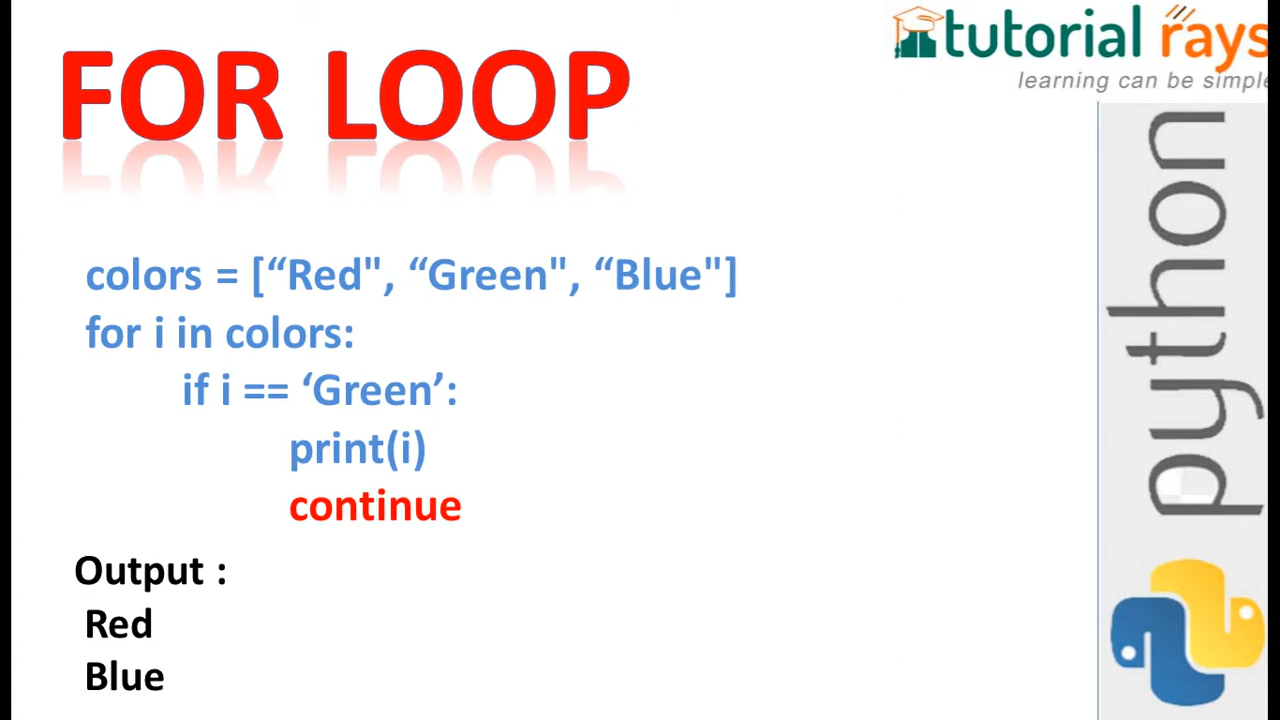 FOR LOOP
tutorial rays
learning can be simple
colors = [“Red", “Green", “Blue"]
for i in colors:
if i == ‘Green’:
print(i)
continue
Output :
Red
Blue
python